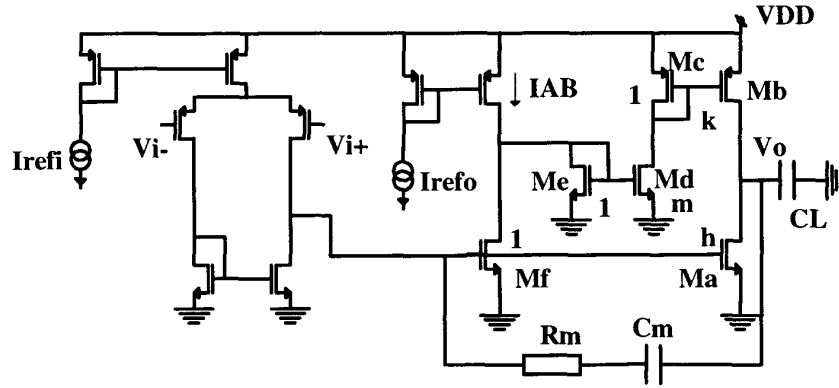 VDD
Mc
IAB
1
Mb
k
Vi-
Vi+
Vo
Irefi
Irefo
Me
Md
1
m
CL
1
h
Mf
Ma
Rm
Cm